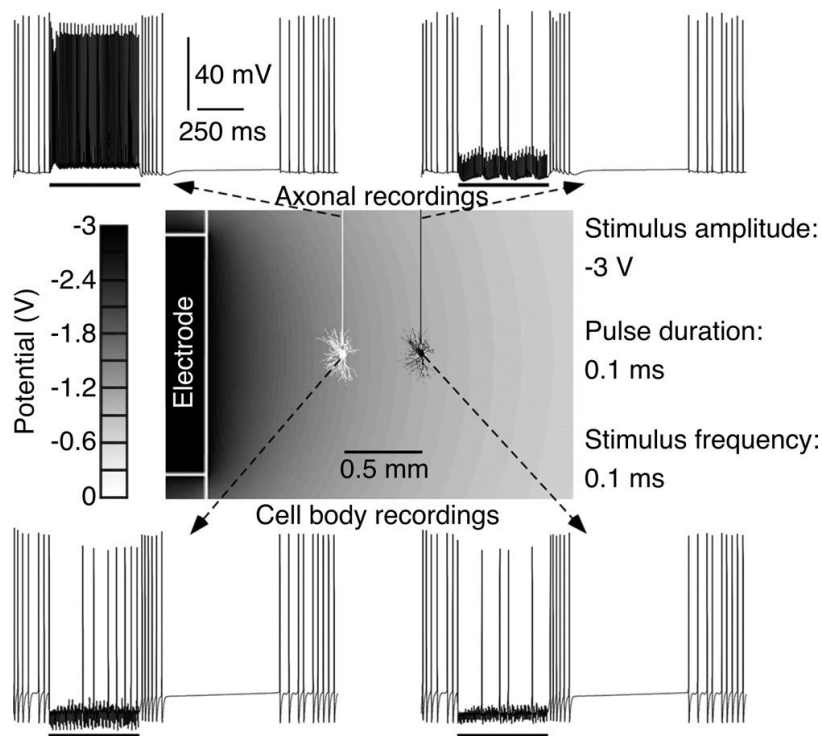 40 mV
250 ms
Axonal recordings
-3
-2.4
-1.8
-1.2
-0.6
0
Potential (V)
Electrode
0.5 mm
Stimulus amplitude:
-3 V
Pulse duration:
0.1 ms
Stimulus frequency:
0.1 ms
Cell body recordings